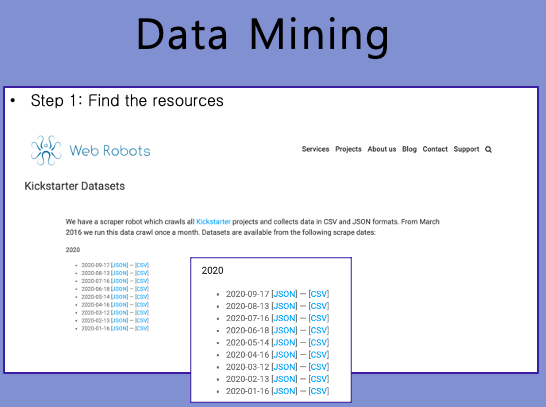 Data Mining
• Step 1: Find the resources
Web Robots
Services Projects About us Blog Contact Support
Kickstarter Datasets
We have a scraper robot which crawls all Kickstarter projects and collects data in CSV and JSON formats. From March
2016 we run this data crawl once a month. Datasets are available from the following scrape dates:
2020
• 2020-09-17 [JSON] – [CSV]
• 2020-08-13 [JSON] – [CSV]
• 2020-07-16 [JSON] – [CSV]
• 2020-06-18 [JSON] – [CSV]
• 2020-05-14 [JSON] – [CSV]
• 2020-04-16 [JSON] – [CSV]
• 2020-03-12 [JSON] – [CSV]
• 2020-02-13 [JSON] – [CSV]
• 2020-01-16 [JSON] – [CSV]
2020
• 2020-09-17 [JSON] – [CSV]
• 2020-08-13 [JSON] – [CSV]
• 2020-07-16 [JSON] – [CSV]
• 2020-06-18 [JSON] – [CSV]
• 2020-05-14 [JSON] – [CSV]
• 2020-04-16 [JSON] – [CSV]
• 2020-03-12 [JSON] – [CSV]
• 2020-02-13 [JSON] – [CSV]
• 2020-01-16 [JSON] – [CSV]